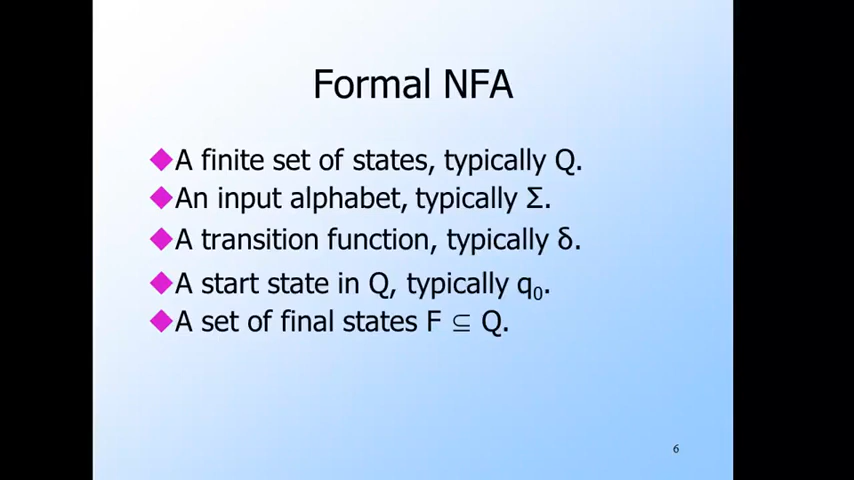 Formal NFA
A finite set of states, typically Q.
An input alphabet, typically Σ.
A transition function, typically δ.
A start state in Q, typically q₀.
A set of final states F ⊆ Q.
6